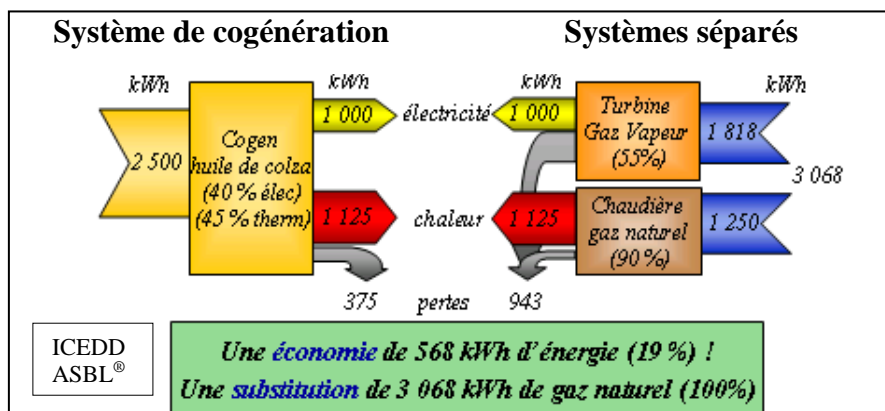 Système de cogénération
Systèmes séparés
kWh
kWh
kWh
kWh
2 500
Cogen
huile de colza
(40 % élec)
(45 % therm)
1 000
électricité
1 000
Turbine
Gaz Vapeur
(55%)
1 818
3 068
1 125
chaleur
1 125
Chaudière
gaz naturel
(90 %)
1 250
375
pertes
943
ICEDD
ASBL®
Une économie de 568 kWh d'énergie (19 %) !
Une substitution de 3 068 kWh de gaz naturel (100%)